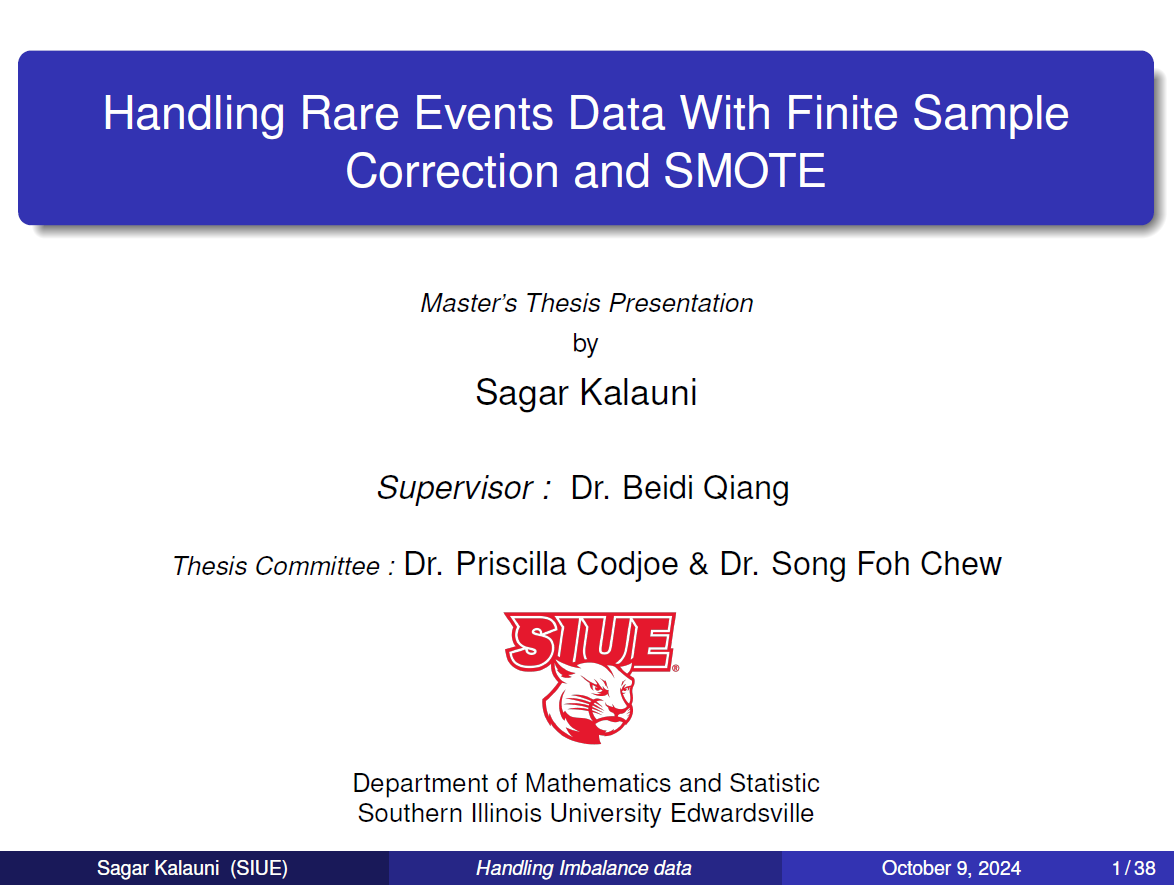 Handling Rare Events Data With Finite Sample
Correction and SMOTE
Master's Thesis Presentation
by
Sagar Kalauni
Supervisor : Dr. Beidi Qiang
Thesis Committee : Dr. Priscilla Codjoe & Dr. Song Foh Chew
SIUE®
Department of Mathematics and Statistic
Southern Illinois University Edwardsville
Sagar Kalauni (SIUE) Handling Imbalance data October 9, 2024 1 / 38